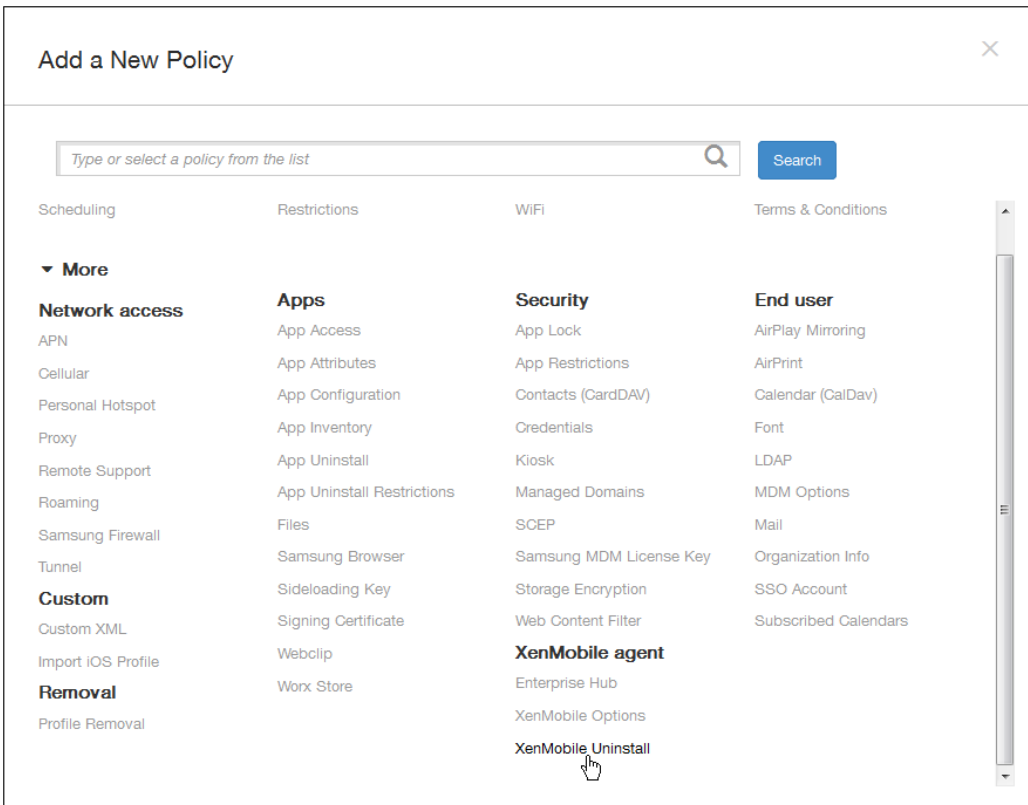 Add a New Policy
Type or select a policy from the list
Search
Scheduling
Restrictions
WiFi
Terms & Conditions
More
Network access
APN
Cellular
Personal Hotspot
Proxy
Remote Support
Roaming
Samsung Firewall
Tunnel
Custom
Custom XML
Import iOS Profile
Removal
Profile Removal
Apps
App Access
App Attributes
App Configuration
App Inventory
App Uninstall
App Uninstall Restrictions
Files
Samsung Browser
Sideloading Key
Signing Certificate
Webclip
Worx Store
Security
App Lock
App Restrictions
Contacts (CardDAV)
Credentials
Kiosk
Managed Domains
SCEP
Samsung MDM License Key
Storage Encryption
Web Content Filter
XenMobile agent
Enterprise Hub
XenMobile Options
XenMobile Uninstall
End user
AirPlay Mirroring
AirPrint
Calendar (CalDav)
Font
LDAP
MDM Options
Mail
Organization Info
SSO Account
Subscribed Calendars